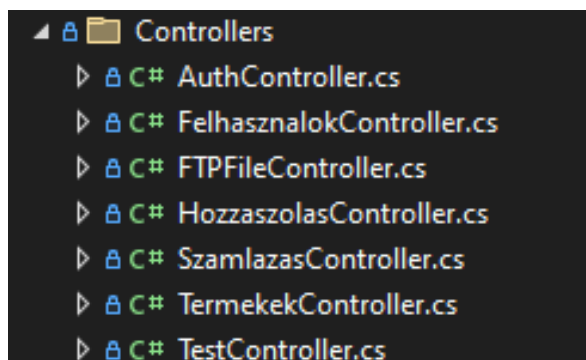 Controllers
C# AuthController.cs
C# FelhasznalokController.cs
C# FTPFileController.cs
C# HozzaszolasController.cs
C# SzamlazasController.cs
C# TermekekController.cs
C# TestController.cs